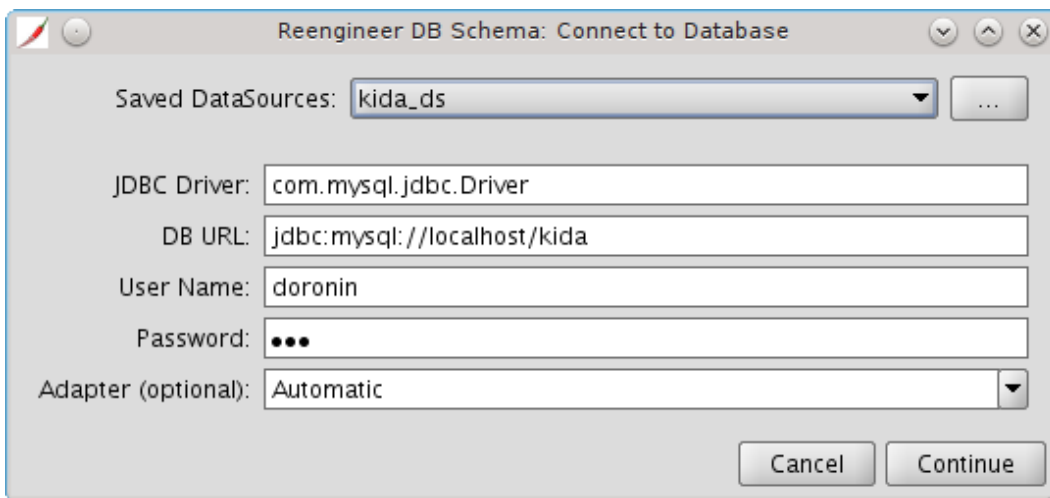 Reengineer DB Schema: Connect to Database
Saved DataSources: kida_ds ...
JDBC Driver: com.mysql.jdbc.Driver
DB URL: jdbc:mysql://localhost/kida
User Name: doronin
Password: •••
Adapter (optional): Automatic
Cancel Continue